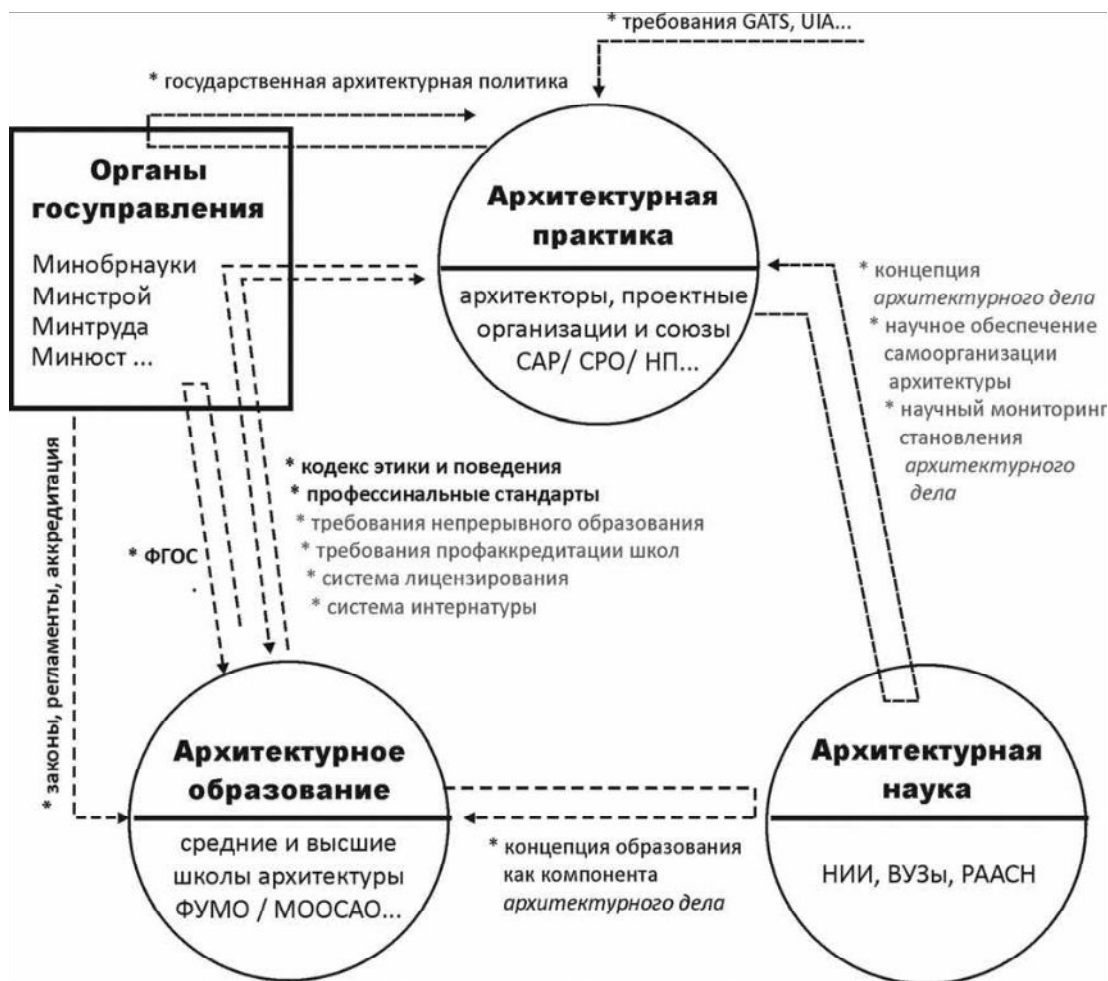 * требования GATS, UIA...
* государственная архитектурная политика
Органы
госуправления
Минобрнауки
Минстрой
Минтруда
Минюст ...
Архитектурная
практика
архитекторы, проектные
организации и союзы
САР/ СРО/ НП...
* концепция
архитектурного дела
* научное обеспечение
самоорганизации
архитектуры
* научный мониторинг
становления
архитектурного
дела
* законы, регламенты, аккредитация
* ФГОС
* кодекс этики и поведения
* профессинальные стандарты
* требования непрерывного образования
* требования профаккредитации школ
* система лицензирования
* система интернатуры
Архитектурное
образование
средние и высшие
школы архитектуры
ФУМО / МООСАО...
* концепция образования
как компонента
архитектурного дела
Архитектурная
наука
НИИ, ВУЗы, РААСН